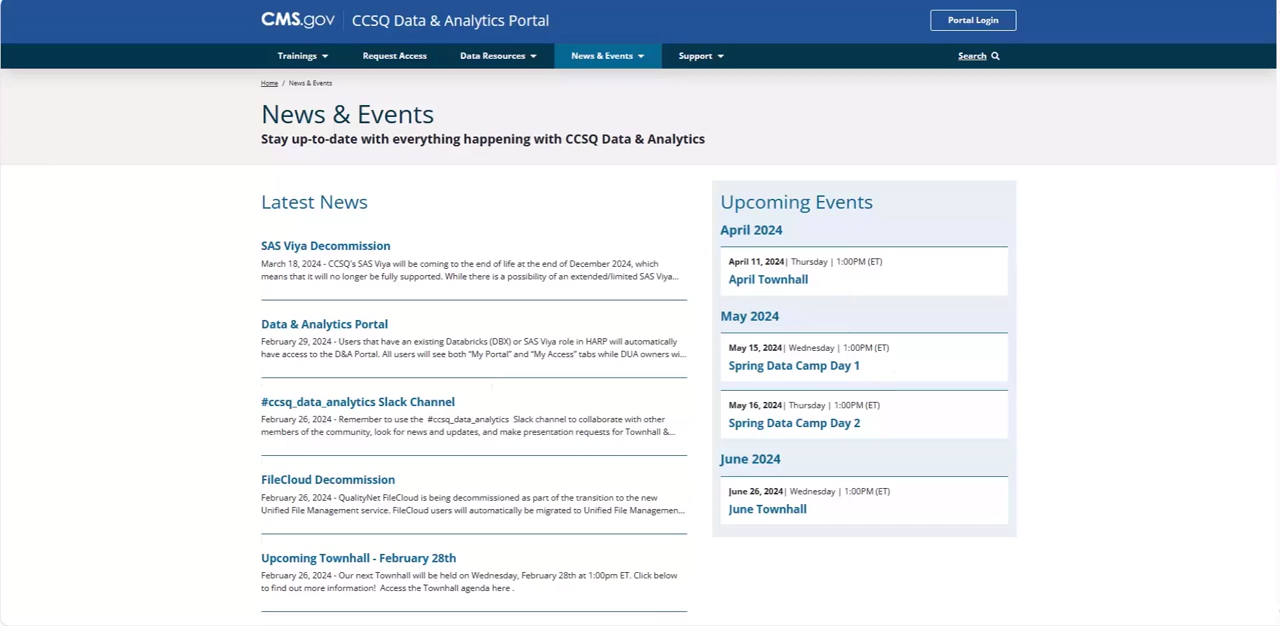 CMS.gov CCSQ Data & Analytics Portal
Portal Login
Trainings Request Access Data Resources News & Events Support Search
Home / News & Events
News & Events
Stay up-to-date with everything happening with CCSQ Data & Analytics
Latest News
SAS Viya Decommission
March 18, 2024 - CCSQ's SAS Viya will be coming to the end of life at the end of December 2024, which
means that it will no longer be fully supported. While there is a possibility of an extended/limited SAS Viya...
Data & Analytics Portal
February 29, 2024 - Users that have an existing Databricks (DBX) or SAS Viya role in HARP will automatically
have access to the D&A Portal. All users will see both “My Portal” and “My Access” tabs while DUA owners wi...
#ccsq_data_analytics Slack Channel
February 26, 2024 - Remember to use the #ccsq_data_analytics Slack channel to collaborate with other
members of the community, look for news and updates, and make presentation requests for Townhall &...
FileCloud Decommission
February 26, 2024 - QualityNet FileCloud is being decommissioned as part of the transition to the new
Unified File Management service. FileCloud users will automatically be migrated to Unified File Managemen...
Upcoming Townhall - February 28th
February 26, 2024 - Our next Townhall will be held on Wednesday, February 28th at 1:00pm ET. Click below
to find out more information! Access the Townhall agenda here .
Upcoming Events
April 2024
April 11, 2024| Thursday | 1:00PM (ET)
April Townhall
May 2024
May 15, 2024| Wednesday | 1:00PM (ET)
Spring Data Camp Day 1
May 16, 2024| Thursday | 1:00PM (ET)
Spring Data Camp Day 2
June 2024
June 26, 2024| Wednesday | 1:00PM (ET)
June Townhall